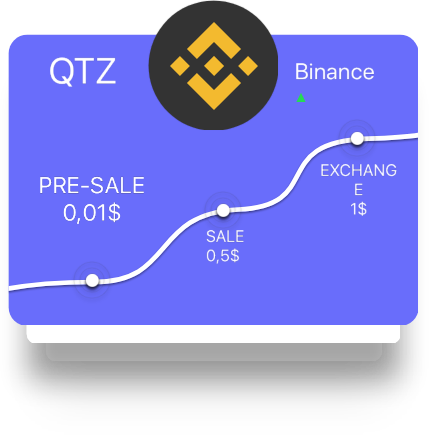 QTZ
Binance
PRE-SALE
0,01$
SALE
0,5$
EXCHANG
E
1$